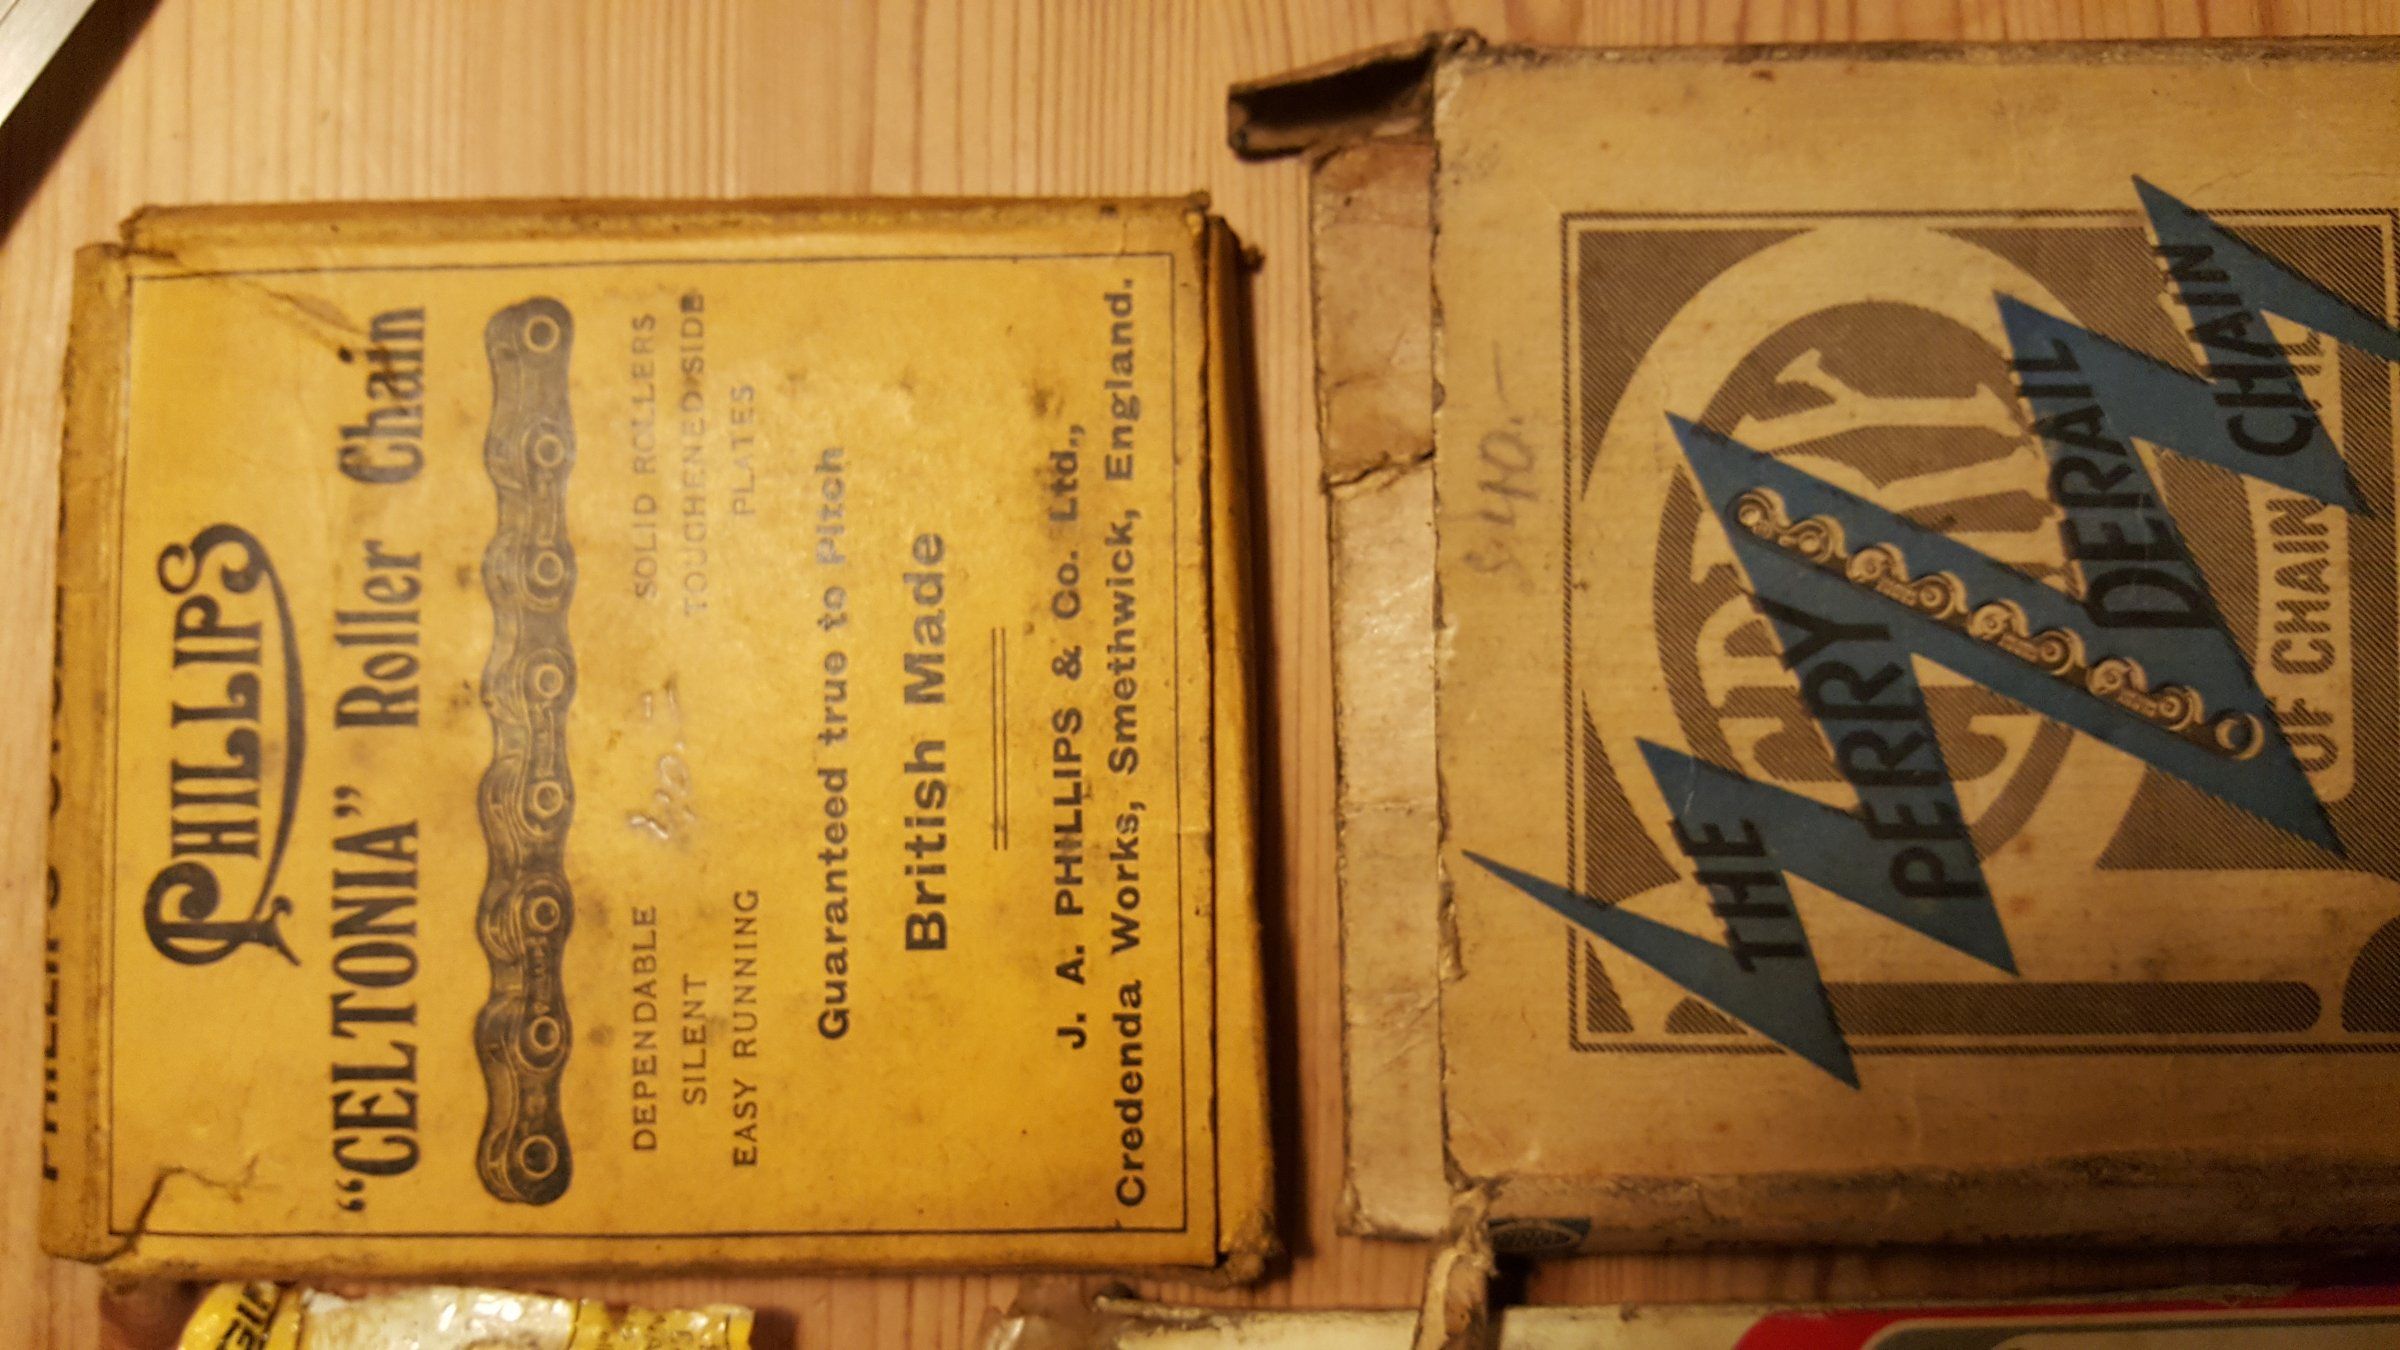 PHILLIPS
"CELTONIA" Roller Chain
DEPENDABLE
SILENT
EASY RUNNING
SOLID ROLLERS
TOUGHENED SIDE
PLATES
Guaranteed true to Pitch
British Made
J. A. PHILLIPS & Co. Ltd.,
Credenda Works, Smethwick, England.
THE
PERRY
DERAIL
CHAIN
OF CHAIN